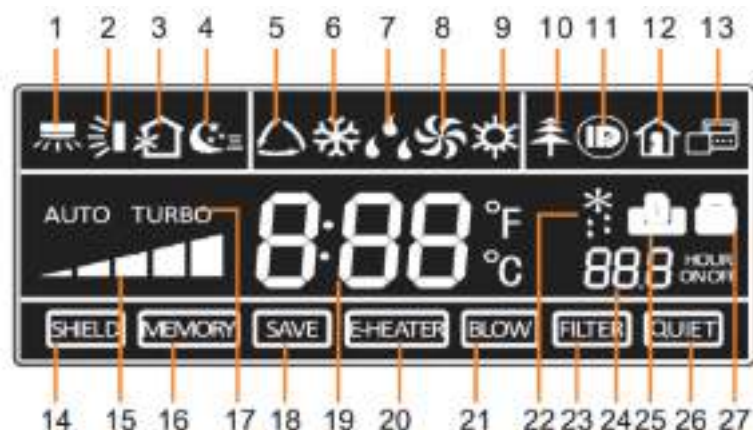 1 2 3 4 5 6 7 8 9 10 11 12 13
AUTO TURBO 8:88 °F
°C 88.8 HOUR
ON OFF
SHIELD MEMORY SAVE E-HEATER BLOW FILTER QUIET
14 15 16 17 18 19 20 21 22 23 24 25 26 27